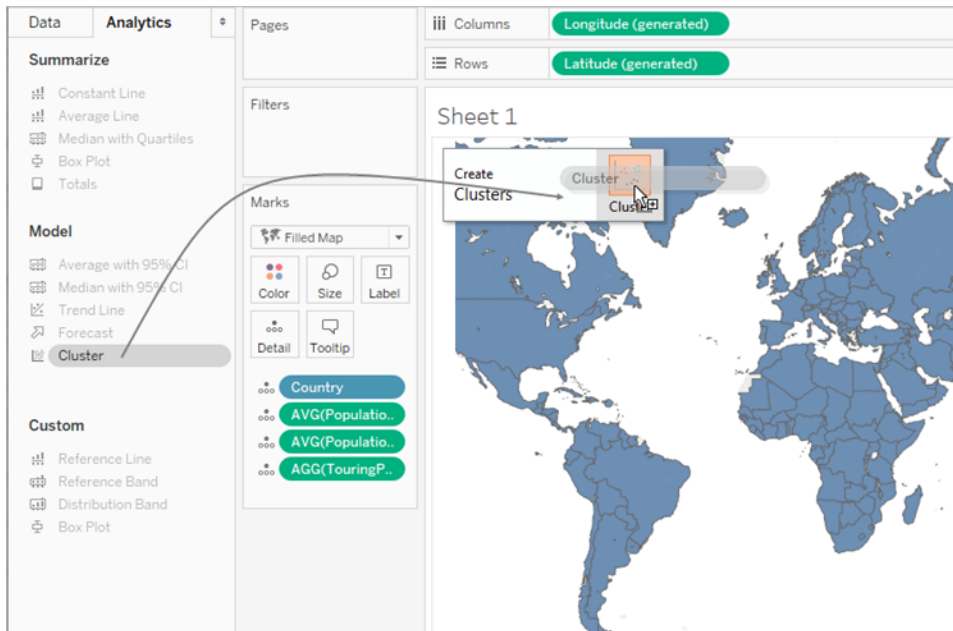 Data
Analytics
Summarize
Constant Line
Average Line
Median with Quartiles
Box Plot
Totals
Model
Average with 95% CI
Median with 95% CI
Trend Line
Forecast
Cluster
Custom
Reference Line
Reference Band
Distribution Band
Box Plot
Pages
Filters
Marks
Filled Map
Color
Size
T
Label
Detail
Tooltip
Country
AVG(Populatio..
AVG(Populatio..
AGG(TouringP..
Columns
Longitude (generated)
Rows
Latitude (generated)
Sheet 1
Create
Clusters
Cluster